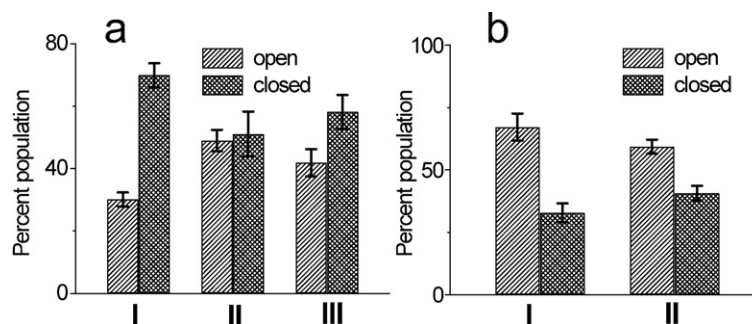 a
open
closed
Percent population
80
40
0
I
II
III
b
open
closed
Percent population
100
50
0
I
II